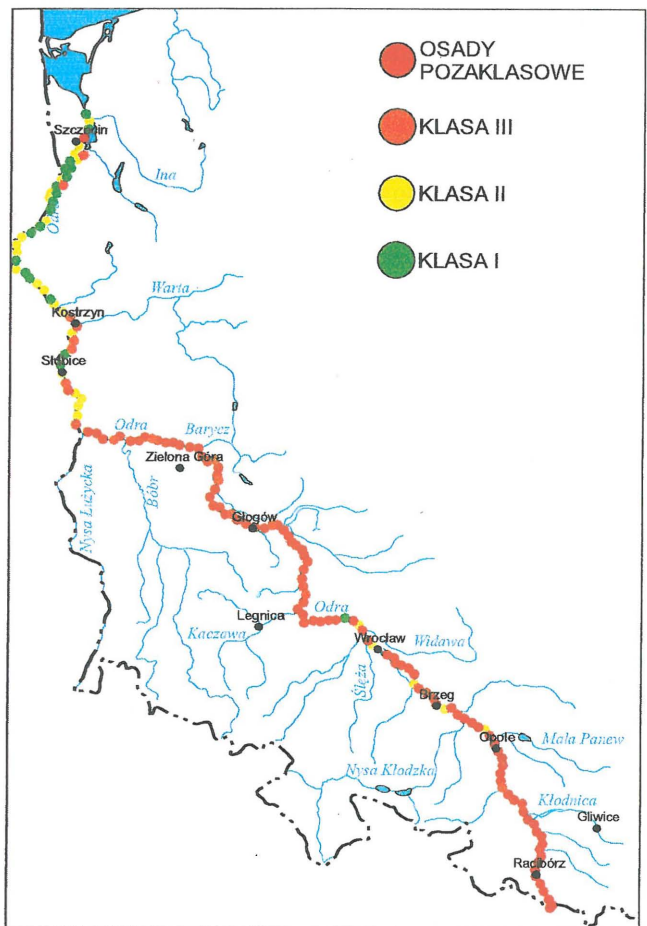 OSADY
POZAKLASOWE
KLASA III
KLASA II
KLASA I
Szczecin
Ina
Odra
Warta
Kostrzyn
Słubice
Odra
Barycz
Zielona Góra
Nysa Łużycka
Bóbr
Głogów
Legnica
Odra
Kaczawa
Wrocław
Widawa
Ślęża
Brzeg
Opole
Mała Panew
Nysa Kłodzka
Kłodnica
Gliwice
Racibórz